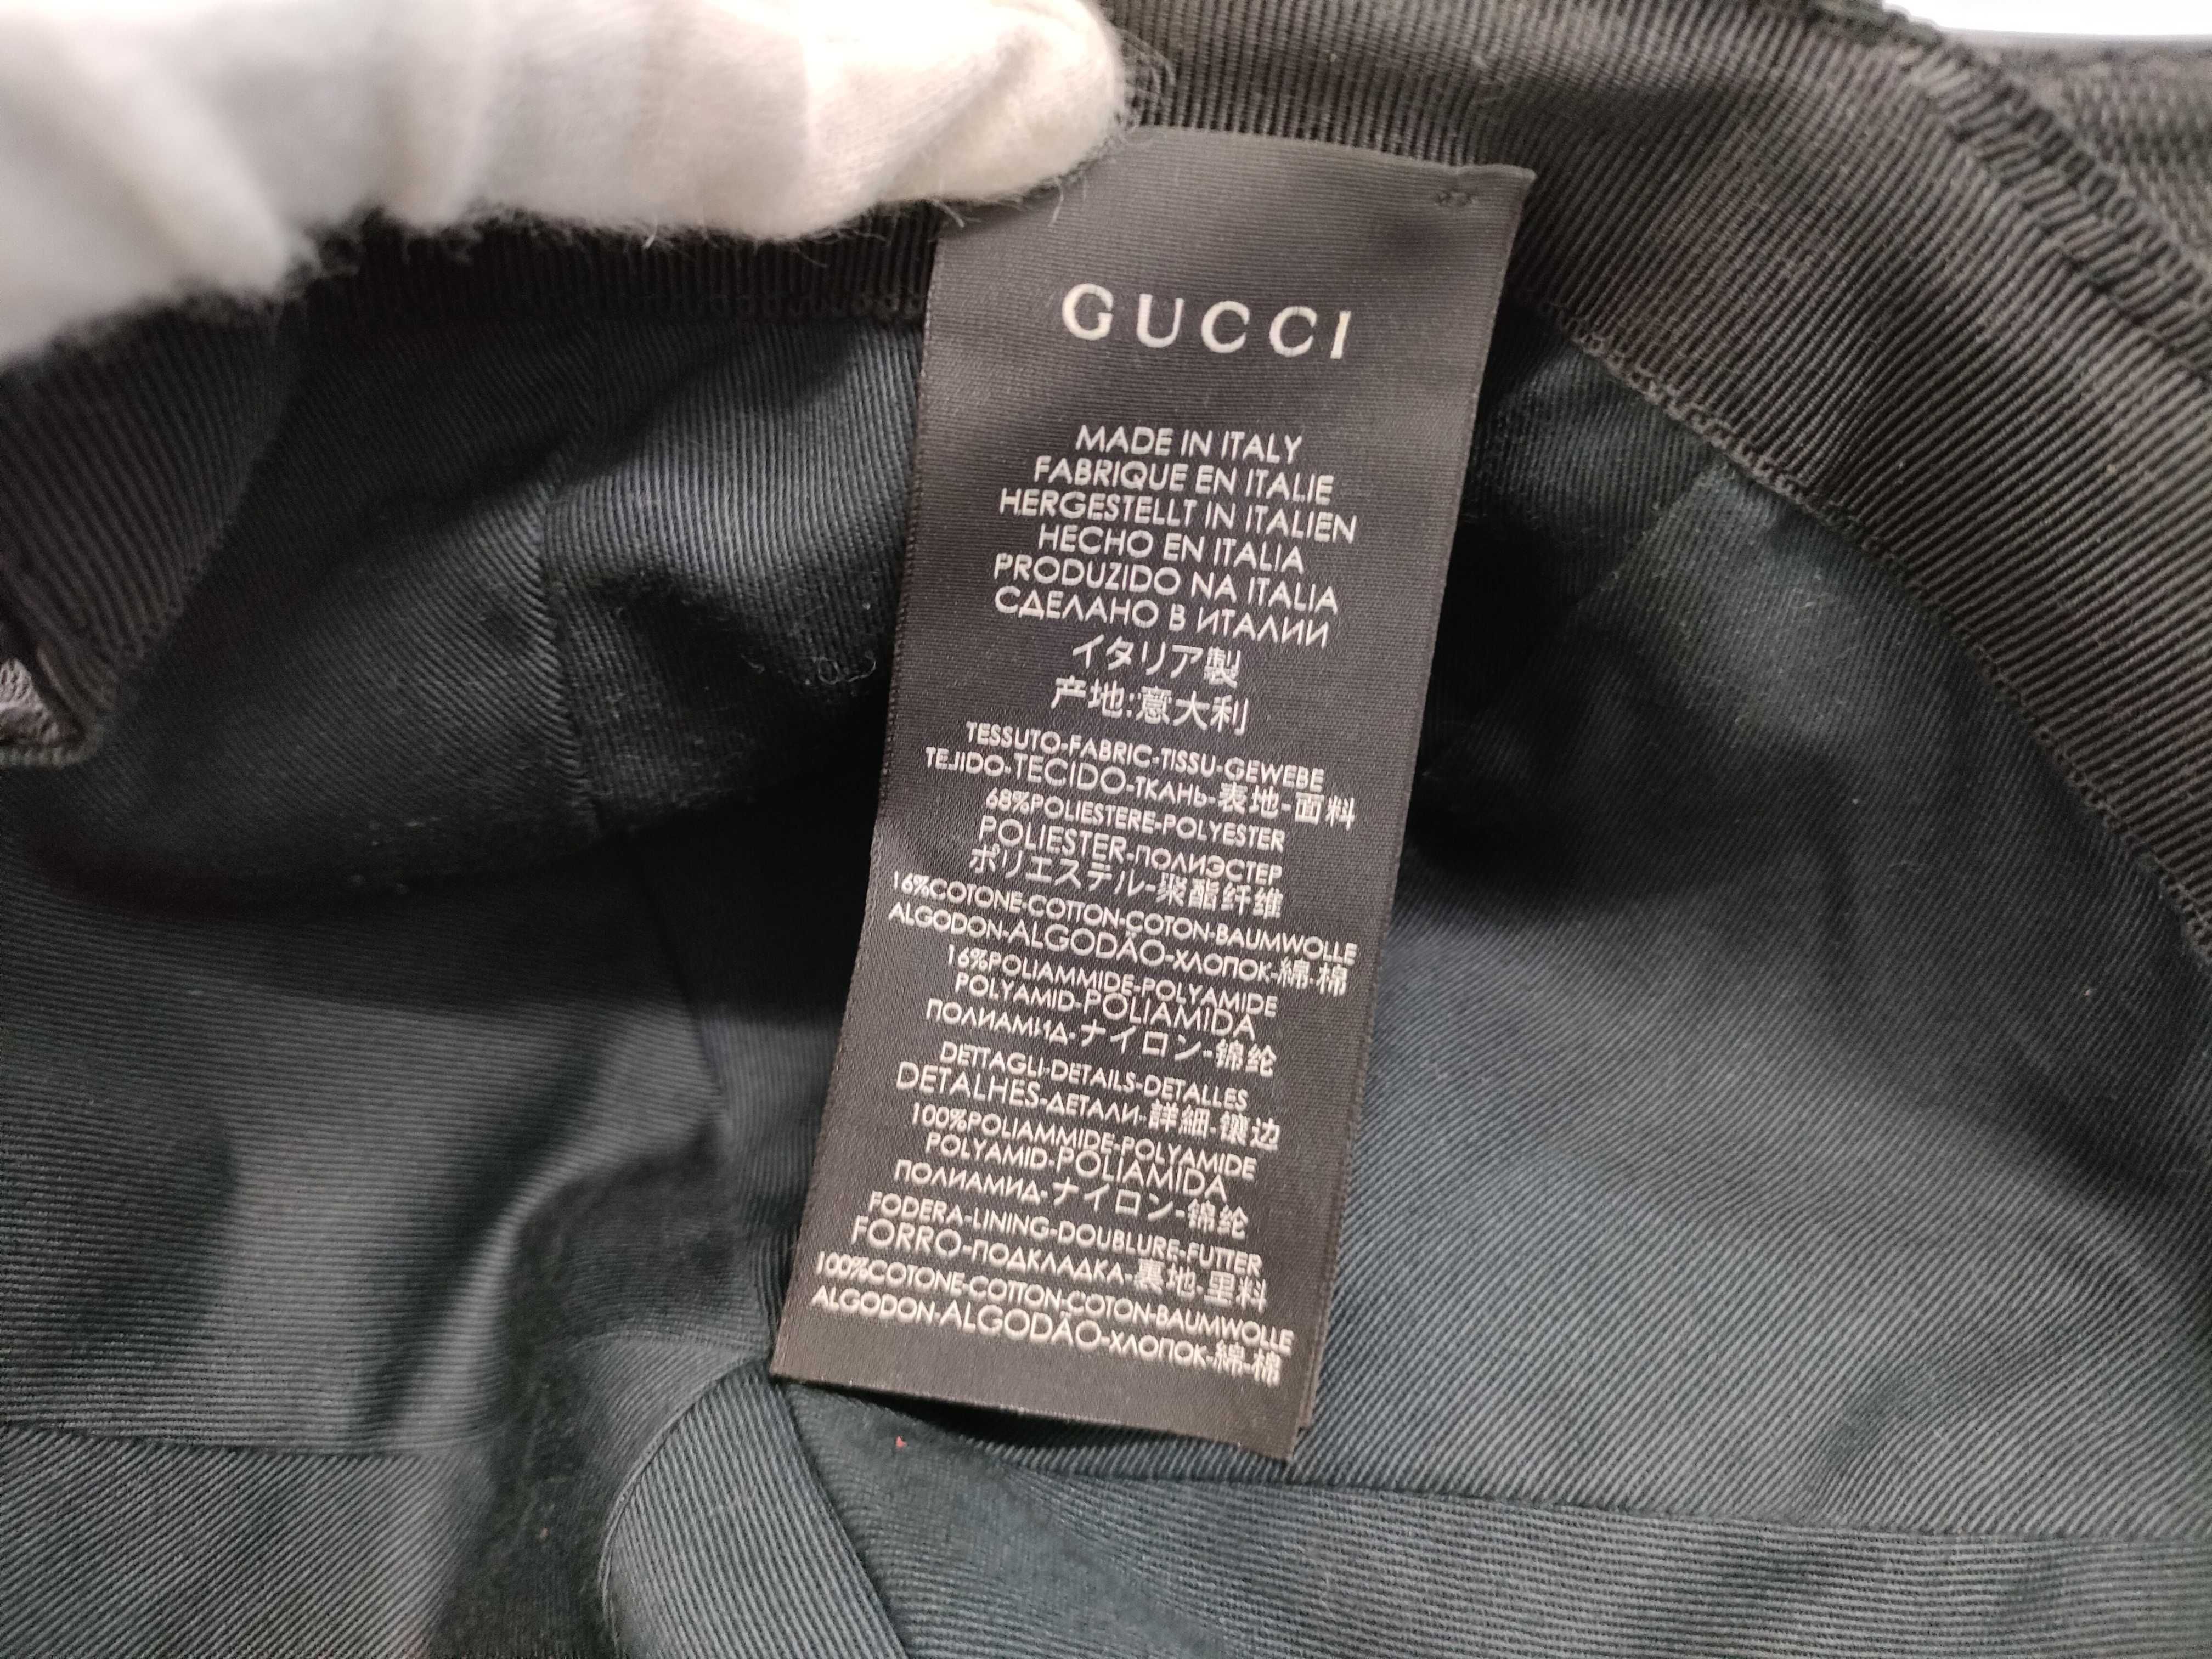 GUCCI
MADE IN ITALY
FABRIQUE EN ITALIE
HERGESTELLT IN ITALIEN
HECHO EN ITALIA
PRODUZIDO NA ITALIA
СДЕЛАНО В ИТАЛИИ
イタリア製
产地:意大利
TESSUTO-FABRIC-TISSU-GEWEBE
TEJIDO-TECIDO-ТКАНЬ-表地-面料
68%POLIESTERE-POLYESTER
POLIESTER-ПОЛИЭСТЕР
ポリエステル-聚酯纤维
16%COTONE-COTTON-COTON-BAUMWOLLE
ALGODON-ALGODÃO-ХЛОПОК-綿-棉
16%POLIAMMIDE-POLYAMIDE
POLYAMID-POLIAMIDA
ПОЛИАМИД-ナイロン-锦纶
DETTAGLI-DETAILS-DETALLES
DETALHES-ДЕТАЛИ-詳細-镶边
100%POLIAMMIDE-POLYAMIDE
POLYAMID-POLIAMIDA
ПОЛИАМИД-ナイロン-锦纶
FODERA-LINING-DOUBLURE-FUTTER
FORRO-ПОДКЛАДКА-裏地-里料
100%COTONE-COTTON-COTON-BAUMWOLLE
ALGODON-ALGODÃO-ХЛОПОК-綿-棉